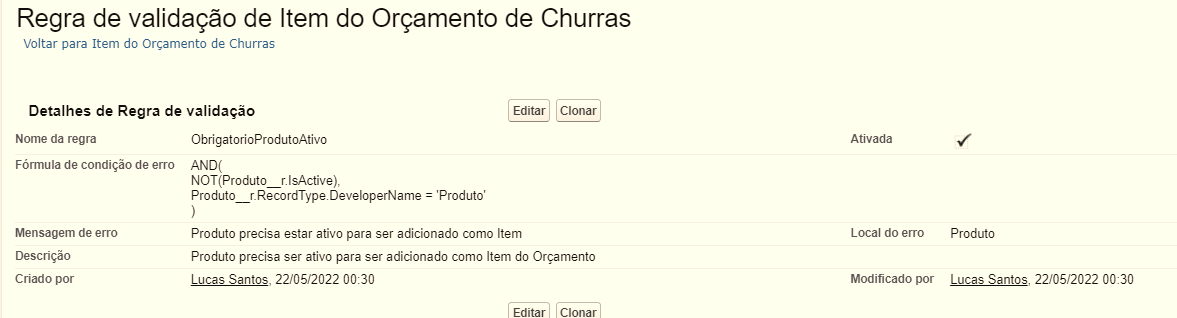 Regra de validação de Item do Orçamento de Churras
Voltar para Item do Orçamento de Churras
Detalhes de Regra de validação Editar Clonar
Nome da regra ObrigatorioProdutoAtivo Ativada
Fórmula de condição de erro AND(
NOT(Produto__r.IsActive),
Produto__r.RecordType.DeveloperName = 'Produto'
)
Mensagem de erro Produto precisa estar ativo para ser adicionado como Item Local do erro Produto
Descrição Produto precisa ser ativo para ser adicionado como Item do Orçamento
Criado por Lucas Santos, 22/05/2022 00:30 Modificado por Lucas Santos, 22/05/2022 00:30
Editar Clonar